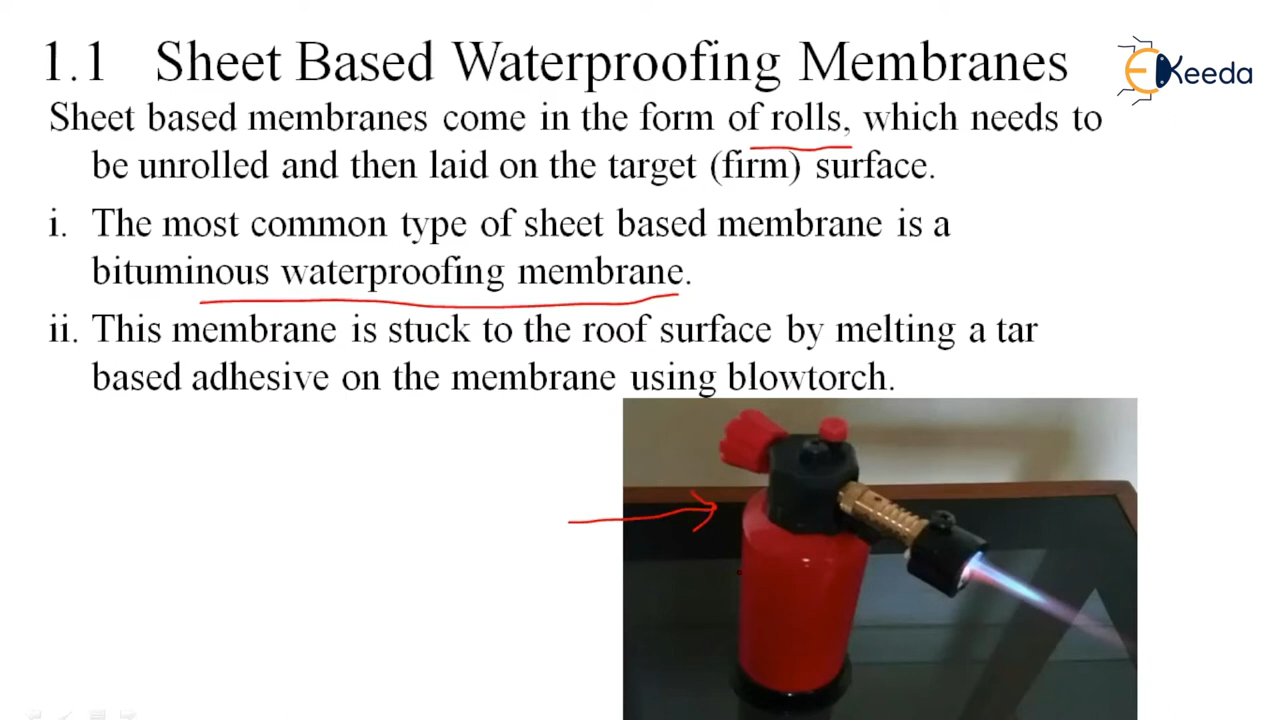 1.1 Sheet Based Waterproofing Membranes
EKeeda
Sheet based membranes come in the form of rolls, which needs to
be unrolled and then laid on the target (firm) surface.
i. The most common type of sheet based membrane is a
bituminous waterproofing membrane.
ii. This membrane is stuck to the roof surface by melting a tar
based adhesive on the membrane using blowtorch.